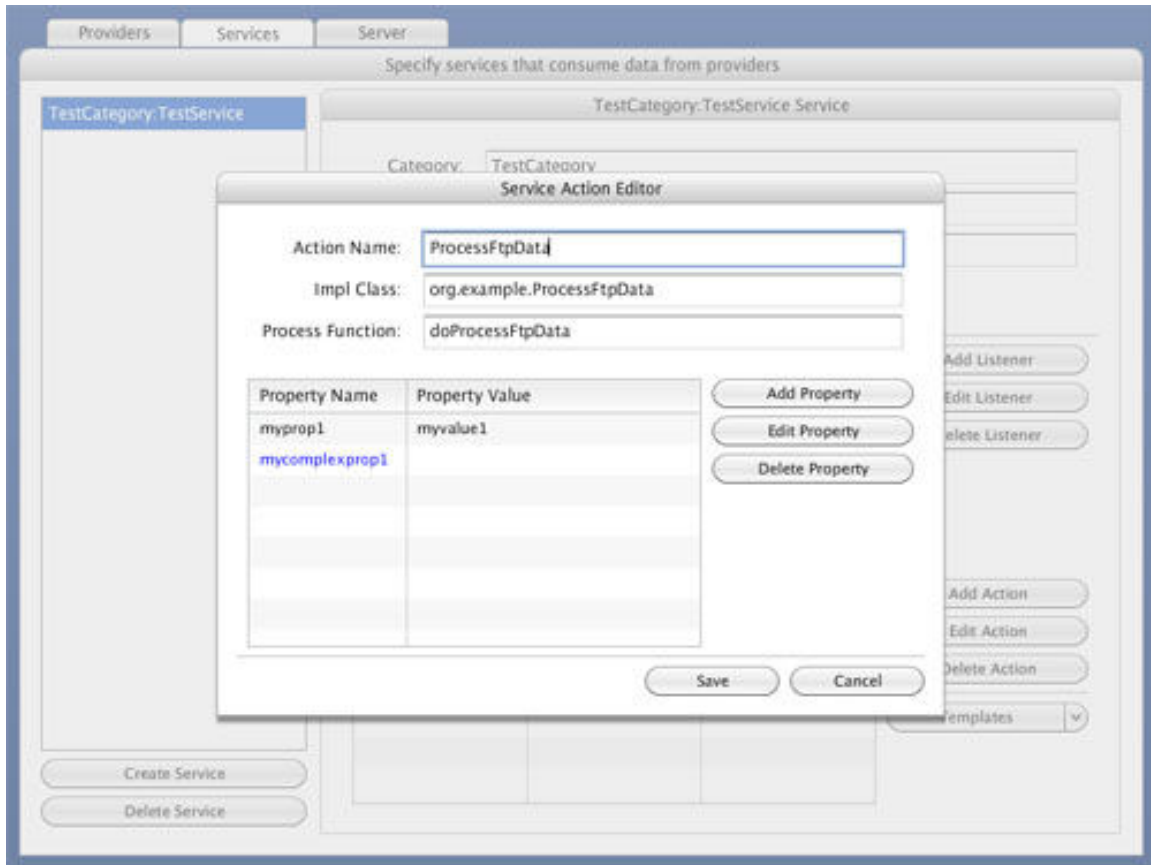 Providers
Services
Server
Specify services that consume data from providers
TestCategory:TestService
TestCategory:TestService Service
Category: TestCategory
Service Action Editor
Action Name: ProcessFtpData
Impl Class: org.example.ProcessFtpData
Process Function: doProcessFtpData
Property Name Property Value
myprop1 myvalue1
mycomplexprop1
Add Property
Edit Property
Delete Property
Add Listener
Edit Listener
elete Listener
Add Action
Edit Action
Delete Action
Templates
Save
Cancel
Create Service
Delete Service